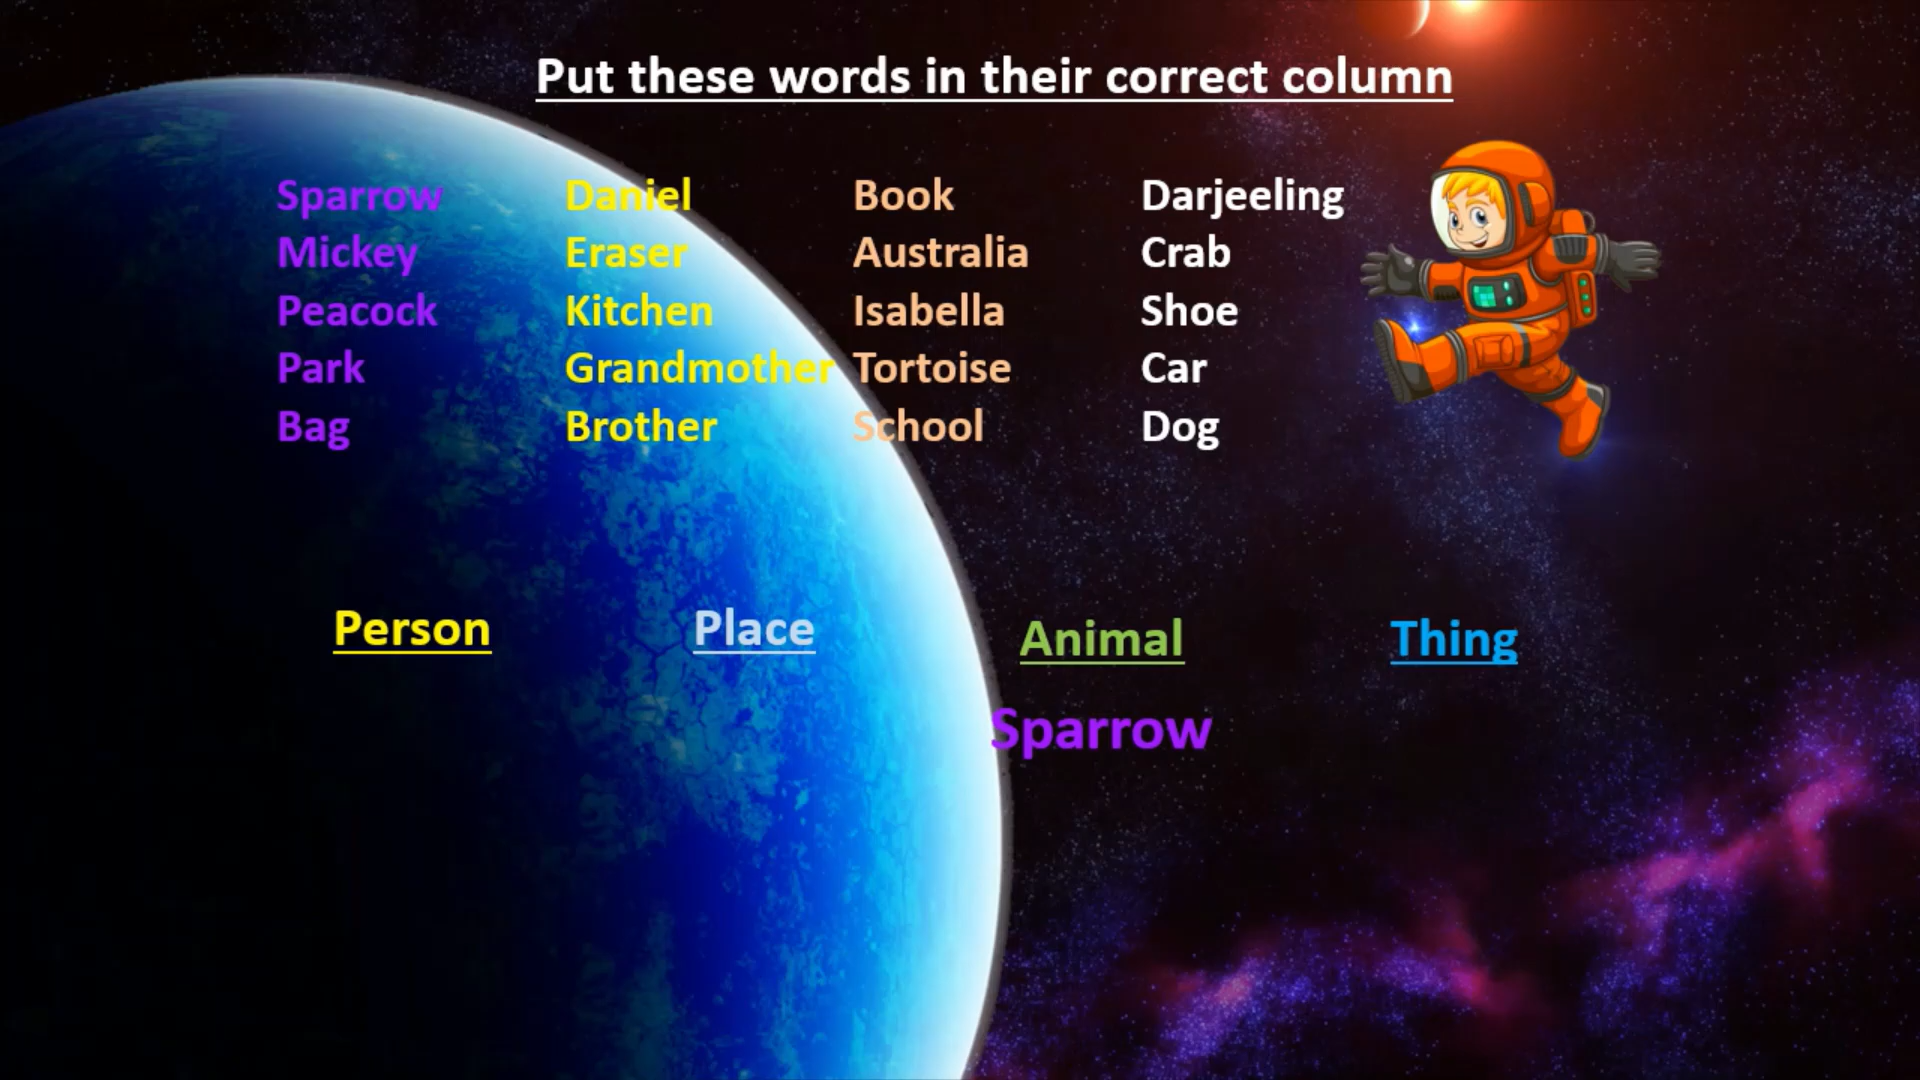 Put these words in their correct column
Sparrow Daniel Book Darjeeling
Mickey Eraser Australia Crab
Peacock Kitchen Isabella Shoe
Park Grandmother Tortoise Car
Bag Brother School Dog
Person Place Animal Thing
Sparrow